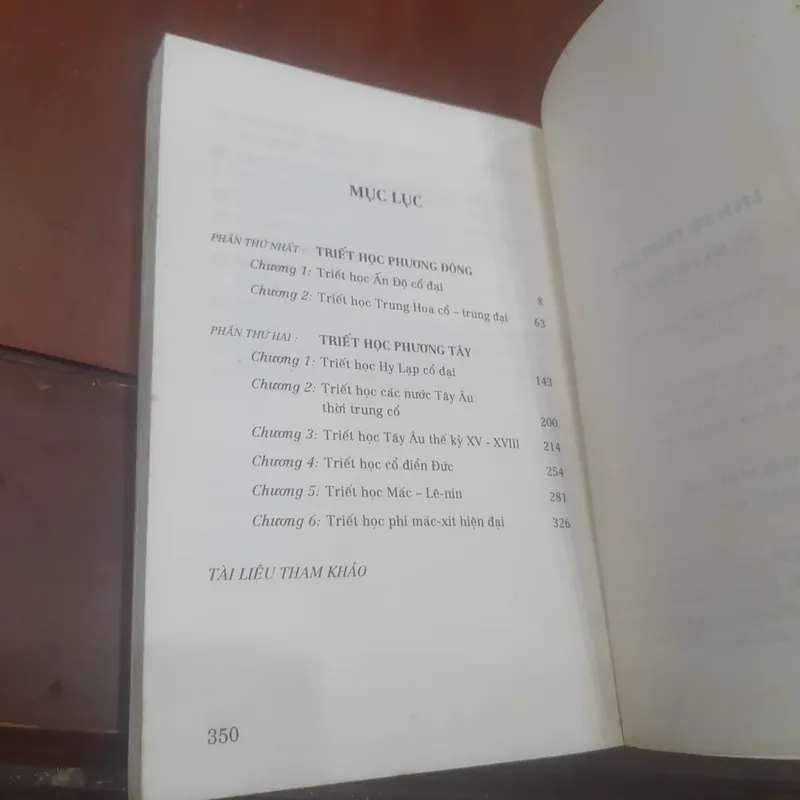 MỤC LỤC
PHẦN THỨ NHẤT : TRIẾT HỌC PHƯƠNG ĐÔNG
Chương 1: Triết học Ấn Độ cổ đại 8
Chương 2: Triết học Trung Hoa cổ – trung đại 63
PHẦN THỨ HAI : TRIẾT HỌC PHƯƠNG TÂY
Chương 1: Triết học Hy Lạp cổ đại 143
Chương 2: Triết học các nước Tây Âu
thời trung cổ 200
Chương 3: Triết học Tây Âu thế kỷ XV - XVIII 214
Chương 4: Triết học cổ điển Đức 254
Chương 5: Triết học Mác – Lê-nin 281
Chương 6: Triết học phi mác-xit hiện đại 326
TÀI LIỆU THAM KHẢO
350